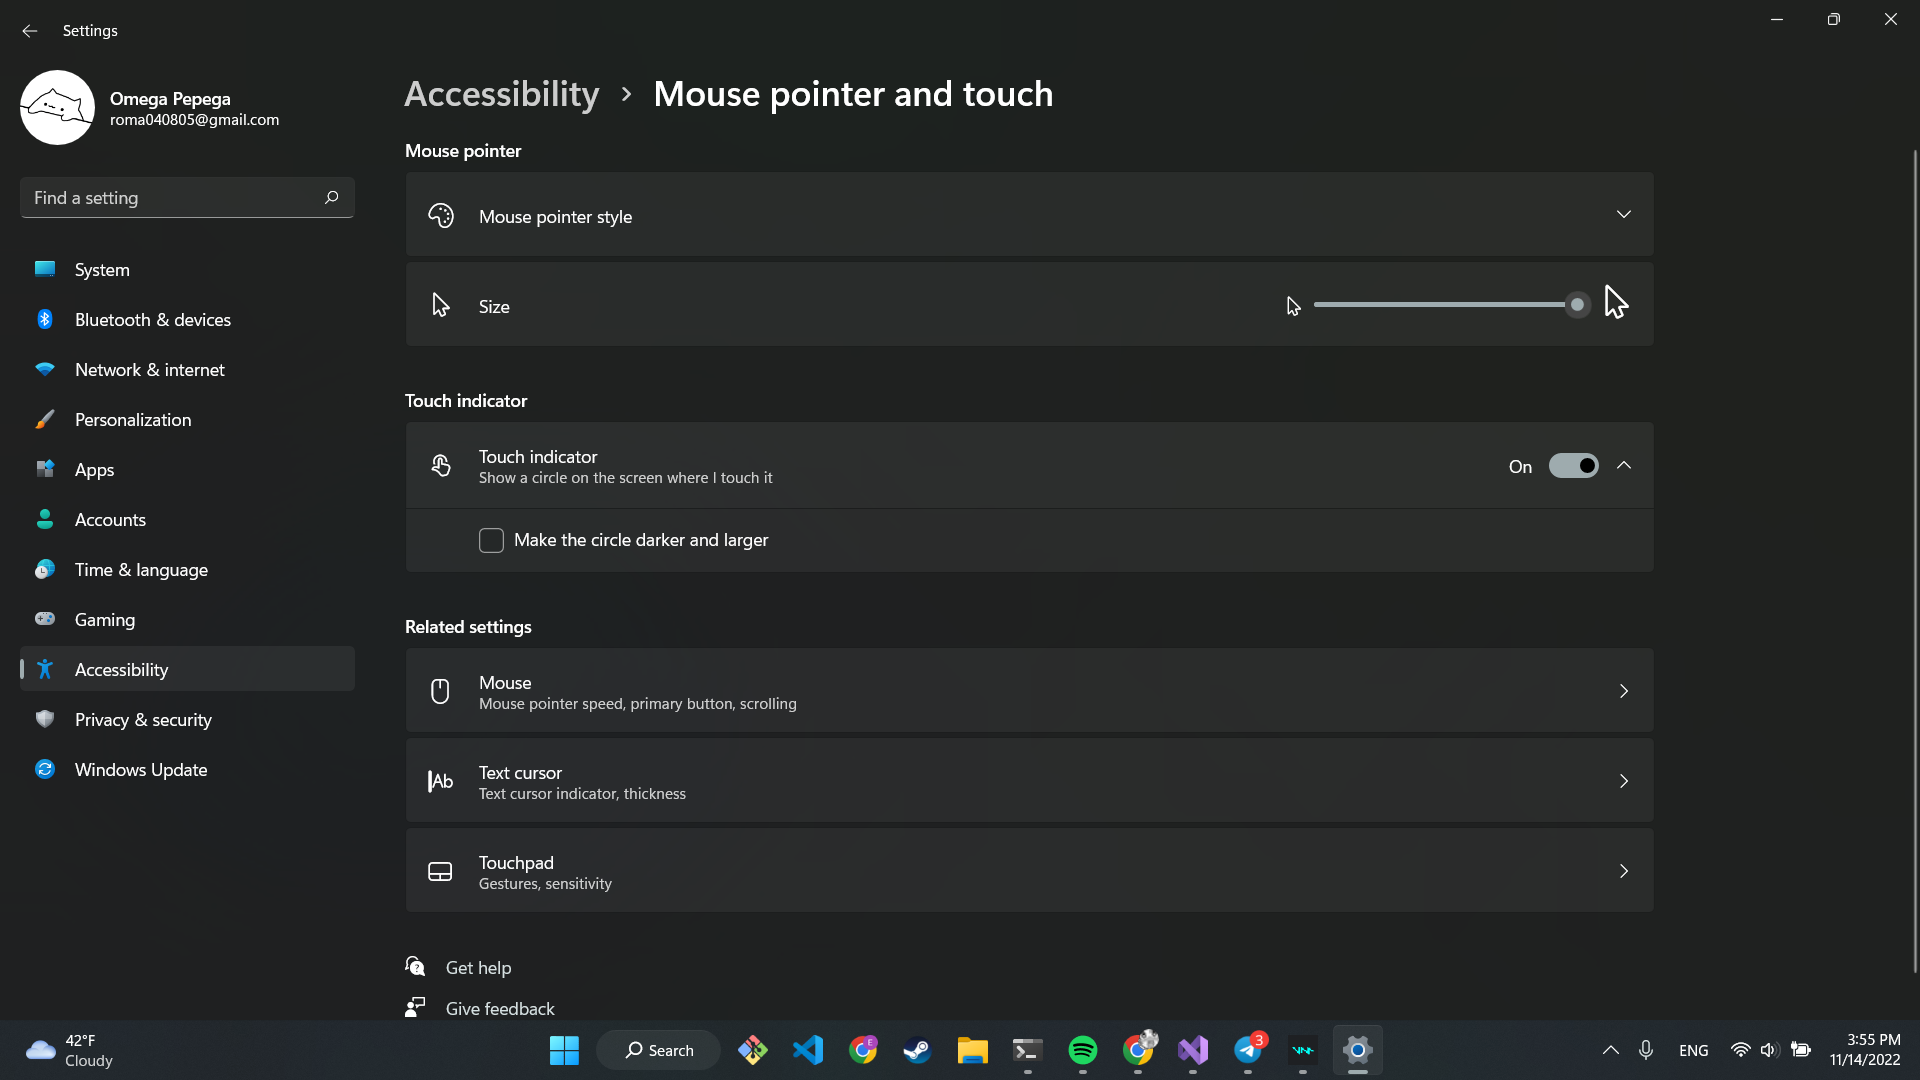 Settings
Omega Pepega
roma040805@gmail.com
Find a setting
System
Bluetooth & devices
Network & internet
Personalization
Apps
Accounts
Time & language
Gaming
Accessibility
Privacy & security
Windows Update
Accessibility > Mouse pointer and touch
Mouse pointer
Mouse pointer style
Size
Touch indicator
Touch indicator
Show a circle on the screen where I touch it
On
Make the circle darker and larger
Related settings
Mouse
Mouse pointer speed, primary button, scrolling
Ab
Text cursor
Text cursor indicator, thickness
Touchpad
Gestures, sensitivity
Get help
Give feedback
42°F
Cloudy
Search
E
3
ENG
3:55 PM
11/14/2022